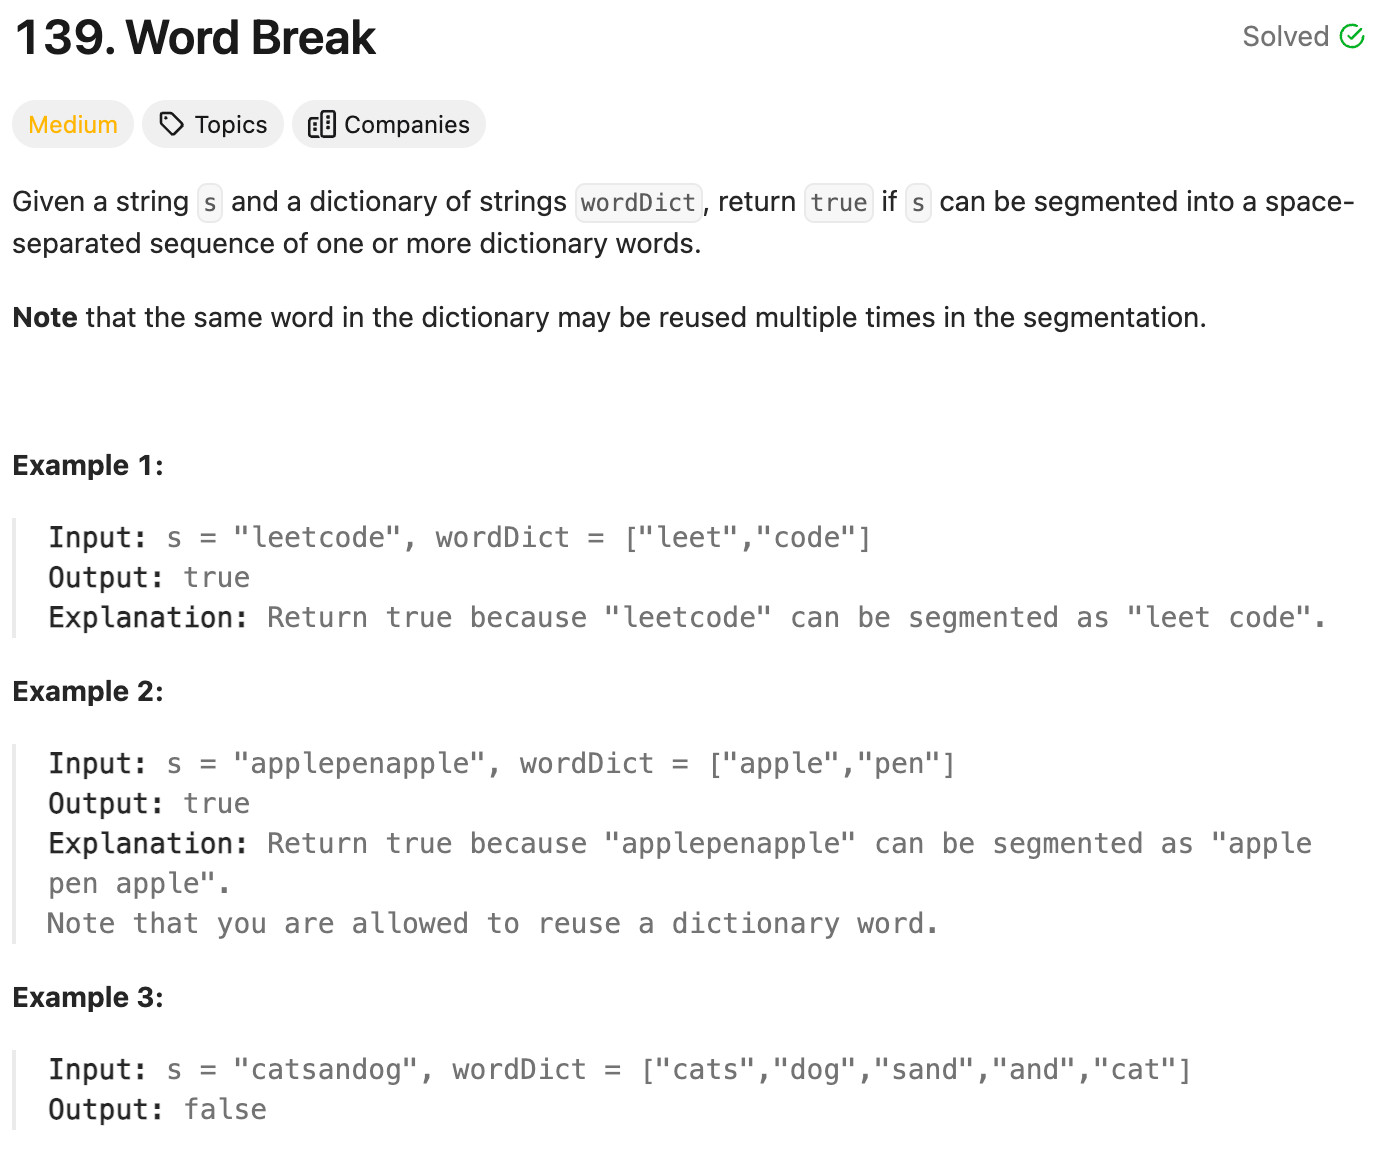 139. Word Break
Solved
Medium
Topics
Companies
Given a string s and a dictionary of strings wordDict, return true if s can be segmented into a space-
separated sequence of one or more dictionary words.
Note that the same word in the dictionary may be reused multiple times in the segmentation.
Example 1:
Input: s = "leetcode", wordDict = ["leet","code"]
Output: true
Explanation: Return true because "leetcode" can be segmented as "leet code".
Example 2:
Input: s = "applepenapple", wordDict = ["apple","pen"]
Output: true
Explanation: Return true because "applepenapple" can be segmented as "apple
pen apple".
Note that you are allowed to reuse a dictionary word.
Example 3:
Input: s = "catsandog", wordDict = ["cats","dog","sand","and","cat"]
Output: false